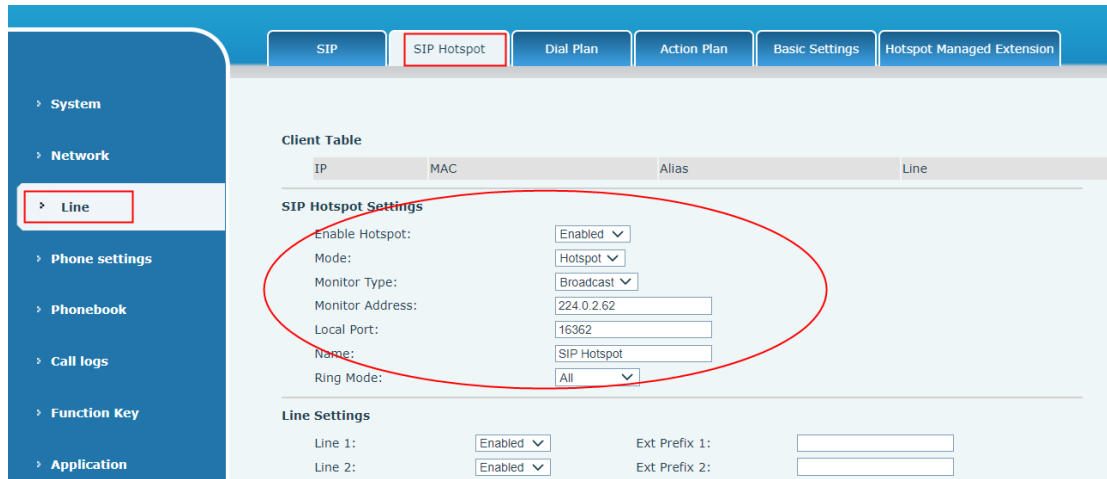 SIP SIP Hotspot Dial Plan Action Plan Basic Settings Hotspot Managed Extension
› System
› Network
› Line
› Phone settings
› Phonebook
› Call logs
› Function Key
› Application
Client Table
IP MAC Alias Line
SIP Hotspot Settings
Enable Hotspot: Enabled
Mode: Hotspot
Monitor Type: Broadcast
Monitor Address: 224.0.2.62
Local Port: 16362
Name: SIP Hotspot
Ring Mode: All
Line Settings
Line 1: Enabled Ext Prefix 1:
Line 2: Enabled Ext Prefix 2: